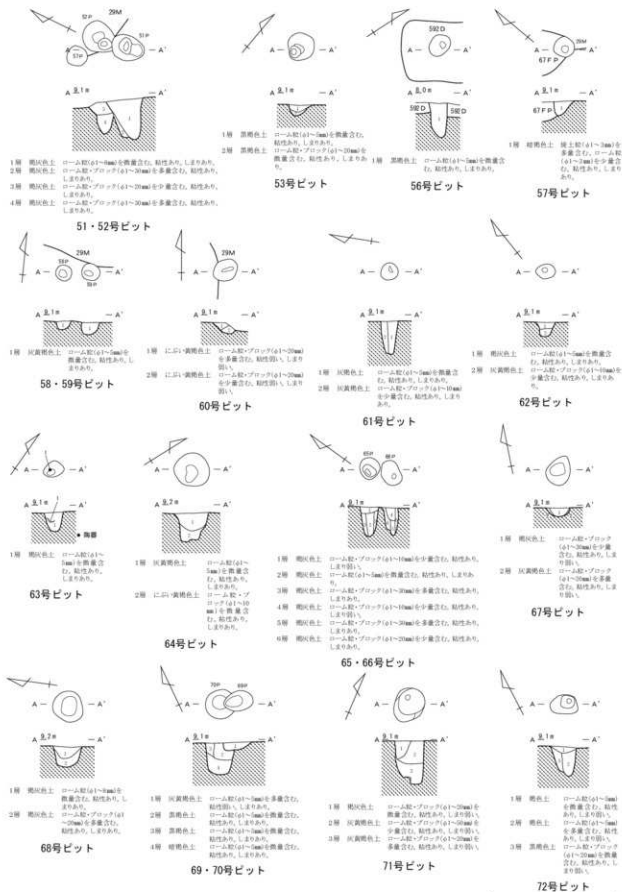 52P
29M
51P
57P
A — — A'
A 9.1m — A'
1層 褐灰色土 ローム粒(φ1～8mm)を微量含む、粘性あり、しまりあり。
2層 褐灰色土 ローム粒・ブロック(φ1～30mm)を多量含む、粘性あり、
しまりあり。
3層 褐灰色土 ローム粒・ブロック(φ1～20mm)を少量含む、粘性あり、
しまりあり。
4層 褐灰色土 ローム粒・ブロック(φ1～30mm)を多量含む、粘性あり、
しまりあり。
51・52号ピット
A — — A'
A 9.1m — A'
1層 黒褐色土 ローム粒(φ1～5mm)を微量含む、
粘性あり、しまりあり。
2層 黒褐色土 ローム粒・ブロック(φ1～20mm)を
微量含む、粘性あり、しまりあ
り。
53号ピット
592D
A — — A'
A 8.0m — A'
592D 592D
1層 黒褐色土 ローム粒(φ1～5mm)を微量含
む、粘性あり、しまりあり。
56号ピット
29M
67FP
A — — A'
A 9.1m — A'
67FP
1層 暗褐色土 焼土粒(φ1～3mm)を
多量含む、ローム粒
(φ1～3mm)を少量含
む、粘性あり、しまり
あり。
57号ピット
29M
58P
59P
A — — A'
A 9.1m — A'
1層 灰黄褐色土 ローム粒(φ1～5mm)を
微量含む、粘性あり、し
まりあり。
58・59号ピット
29M
A — — A'
A 9.1m — A'
1層 にぶい黄褐色土 ローム粒・ブロック(φ1～20mm)
を多量含む、粘性弱い、しまり
弱い。
2層 にぶい黄褐色土 ローム粒・ブロック(φ1～20mm)
を少量含む、粘性弱い、しまり
弱い。
60号ピット
A — — A'
A 9.1m — A'
1層 灰褐色土 ローム粒(φ1～5mm)を微量含
む、粘性あり、しまりあり。
2層 灰黄褐色土 ローム粒・ブロック(φ1～10mm)
を少量含む、粘性あり、しまり
あり。
61号ピット
A — — A'
A 9.1m — A'
1層 褐灰色土 ローム粒(φ1～5mm)を微量含
む、粘性あり、しまりあり。
2層 灰黄褐色土 ローム粒・ブロック(φ1～10mm)を
少量含む、粘性あり、しまりあ
り。
62号ピット
1
A — — A'
A 9.1m — A'
1
● 陶器
1層 褐灰色土 ローム粒(φ1～
5mm)を微量含
む、粘性あり、
しまりあり。
63号ピット
A — — A'
A 9.2m — A'
1層 灰黄褐色土 ローム粒(φ1～
5mm)を微量含
む、粘性あり、
しまりあり。
2層 にぶい黄褐色土 ローム粒・ブ
ロック(φ1～10
mm)を微量含
む、粘性あり、
しまりあり。
64号ピット
65P
66P
A — — A'
A 9.1m — A'
1層 褐灰色土 ローム粒・ブロック(φ1～10mm)を少量含む、粘性あり、
しまり弱い。
2層 褐灰色土 ローム粒(φ1～5mm)を微量含む、粘性あり、しまりあ
り。
3層 褐灰色土 ローム粒・ブロック(φ1～30mm)を多量含む、粘性あり、
しまりあり。
4層 褐灰色土 ローム粒・ブロック(φ1～10mm)を少量含む、粘性あり、
しまり弱い。
5層 褐灰色土 ローム粒・ブロック(φ1～30mm)を多量含む、粘性あり、
しまりあり。
6層 褐灰色土 ローム粒・ブロック(φ1～20mm)を少量含む、粘性あり、
しまり弱い。
65・66号ピット
A — — A'
A 9.1m — A'
1層 褐灰色土 ローム粒・ブロック
(φ1～30mm)を少量
含む、粘性あり、しま
り弱い。
2層 灰黄褐色土 ローム粒・ブロック
(φ1～30mm)を多量
含む、粘性あり、しま
り弱い。
67号ピット
A — — A'
A 9.2m — A'
1層 褐灰色土 ローム粒(φ1～8mm)を
微量含む、粘性あり、し
まりあり。
2層 褐灰色土 ローム粒・ブロック(φ1
～20mm)を多量含む、
粘性あり、しまりあり。
68号ピット
70P
69P
A — — A'
A 9.1m — A'
1層 灰黄褐色土 ローム粒(φ1～5mm)を多量含む、
粘性弱い、しまり弱い。
2層 黒褐色土 ローム粒(φ1～5mm)を微量含む、
粘性あり、しまりあり。
3層 黒褐色土 ローム粒(φ1～5mm)を微量含む、
粘性あり、しまりあり。
4層 暗褐色土 ローム粒(φ1～5mm)を微量含む、
粘性あり、しまり弱い。
69・70号ピット
A — — A'
A 9.1m — A'
1層 褐灰色土 ローム粒・ブロック(φ1～20mm)を
微量含む、粘性あり、しまり弱い。
2層 灰黄褐色土 ローム粒・ブロック(φ1～50mm)を
少量含む、粘性あり、しまり弱い。
3層 灰黄褐色土 ローム粒・ブロック(φ1～20mm)を
多量含む、粘性あり、しまり弱い。
71号ピット
A — — A'
A 9.1m — A'
1層 褐色土 ローム粒(φ1～3mm)
を微量含む、粘性
あり、しまり弱い。
2層 褐色土 ローム粒(φ1～5mm)
を多量含む、粘性
あり、しまり弱い。
3層 黒褐色土 ローム粒・ブロック
(φ1～20mm)を微量
含む、粘性あり、し
まり弱い。
72号ピット